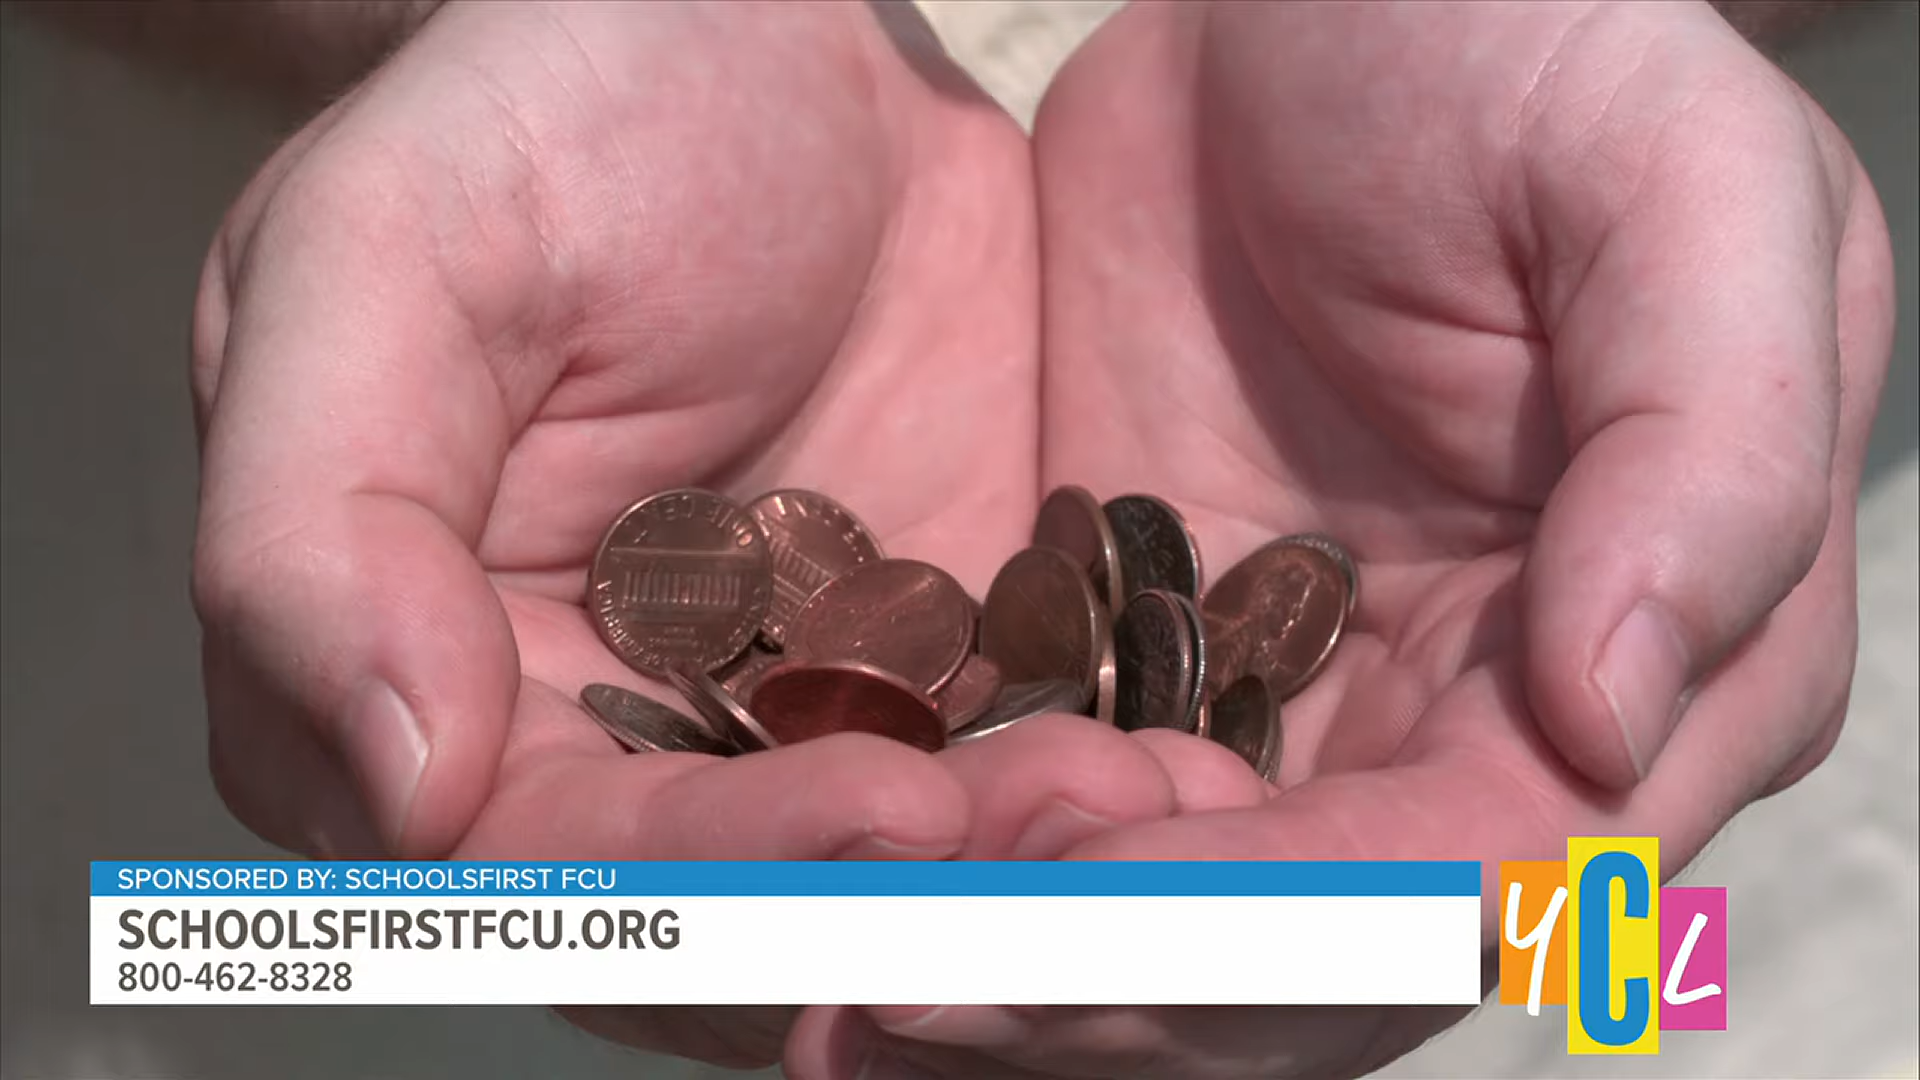 SPONSORED BY: SCHOOLSFIRST FCU
SCHOOLSFIRSTFCU.ORG
800-462-8328
YCL